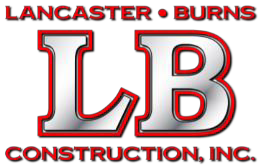 LANCASTER • BURNS
LB
CONSTRUCTION, INC.